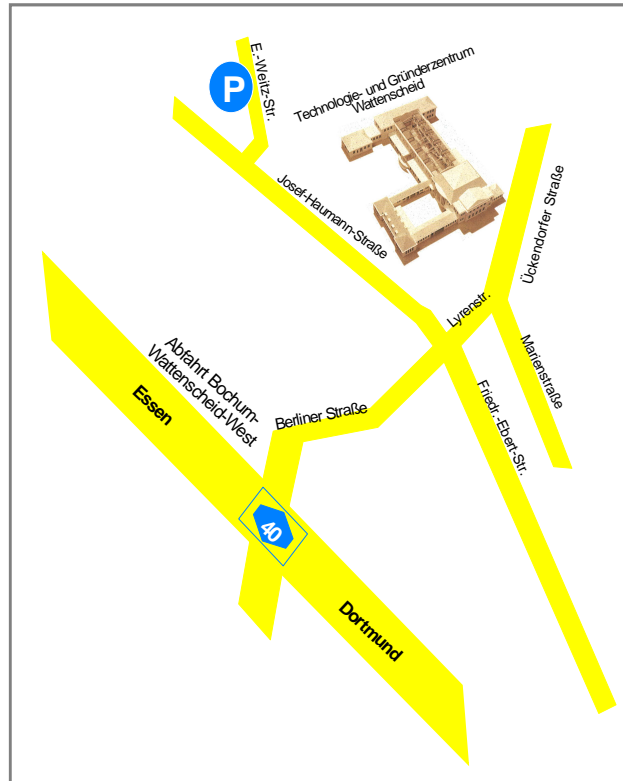 E.-Weitz-Str.
P
Technologie- und Gründerzentrum
Wattenscheid
Josef-Haumann-Straße
Ückendorfer Straße
Lyrenstr.
Marienstraße
Abfahrt Bochum-
Wattenscheid-West
Essen
Berliner Straße
Friedr.-Ebert-Str.
40
Dortmund